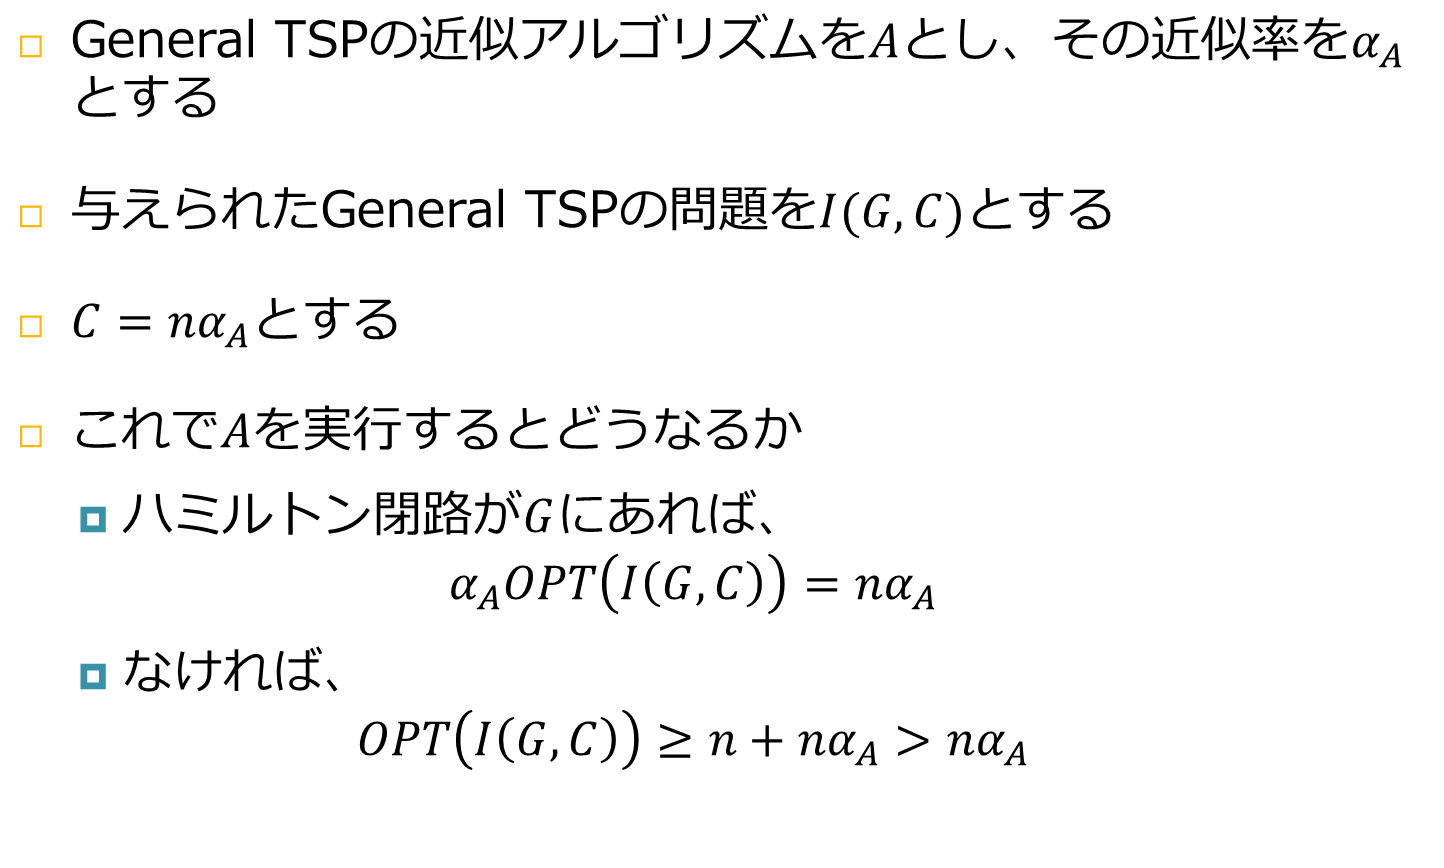 General TSPの近似アルゴリズムをAとし、その近似率をα_A
とする
与えられたGeneral TSPの問題をI(G, C)とする
C = nα_Aとする
これでAを実行するとどうなるか
ハミルトン閉路がGにあれば、
α_A OPT(I(G, C)) = nα_A
なければ、
OPT(I(G, C)) ≥ n + nα_A > nα_A